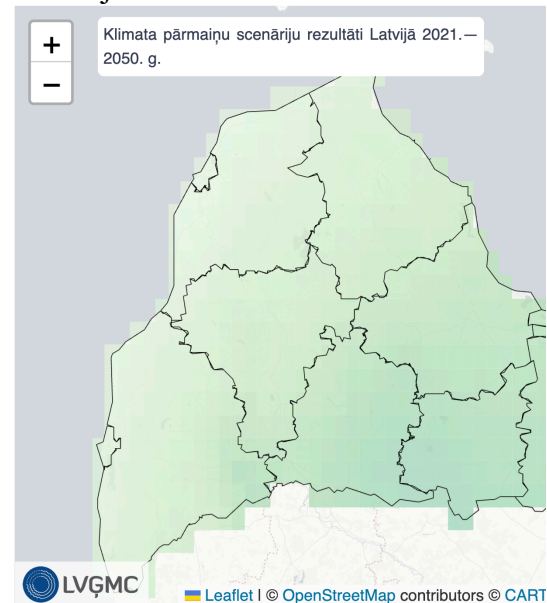 +
−
Klimata pārmaiņu scenāriju rezultāti Latvijā 2021.—
2050. g.
LVĢMC
Leaflet | © OpenStreetMap contributors © CART